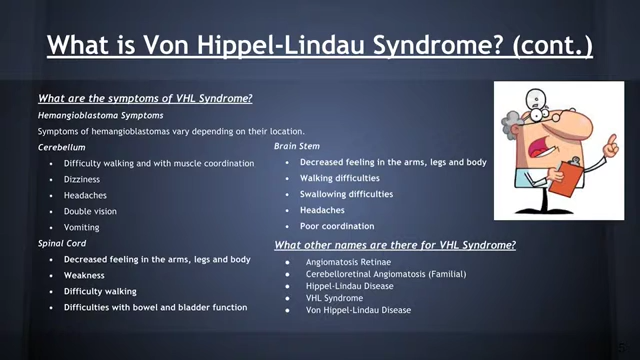 What is Von Hippel-Lindau Syndrome? (cont.)
What are the symptoms of VHL Syndrome?
Hemangioblastoma Symptoms
Symptoms of hemangioblastomas vary depending on their location.
Cerebellum
• Difficulty walking and with muscle coordination
• Dizziness
• Headaches
• Double vision
• Vomiting
Spinal Cord
• Decreased feeling in the arms, legs and body
• Weakness
• Difficulty walking
• Difficulties with bowel and bladder function
Brain Stem
• Decreased feeling in the arms, legs and body
• Walking difficulties
• Swallowing difficulties
• Headaches
• Poor coordination
What other names are there for VHL Syndrome?
● Angiomatosis Retinae
● Cerebelloretinal Angiomatosis (Familial)
● Hippel-Lindau Disease
● VHL Syndrome
● Von Hippel-Lindau Disease